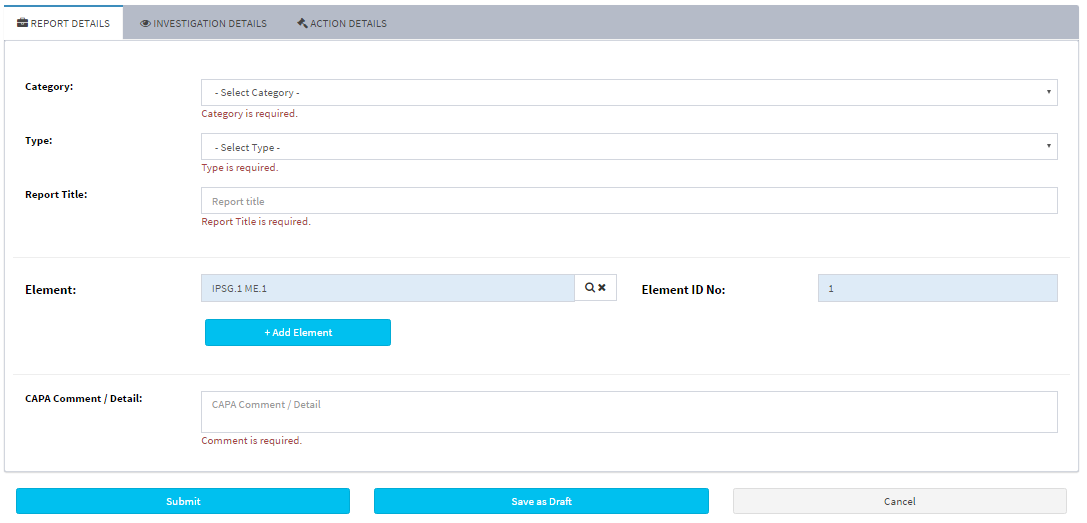 REPORT DETAILS INVESTIGATION DETAILS ACTION DETAILS
Category: - Select Category -
Category is required.
Type: - Select Type -
Type is required.
Report Title: Report title
Report Title is required.
Element: IPSG.1 ME.1 Element ID No: 1
+ Add Element
CAPA Comment / Detail: CAPA Comment / Detail
Comment is required.
Submit Save as Draft Cancel